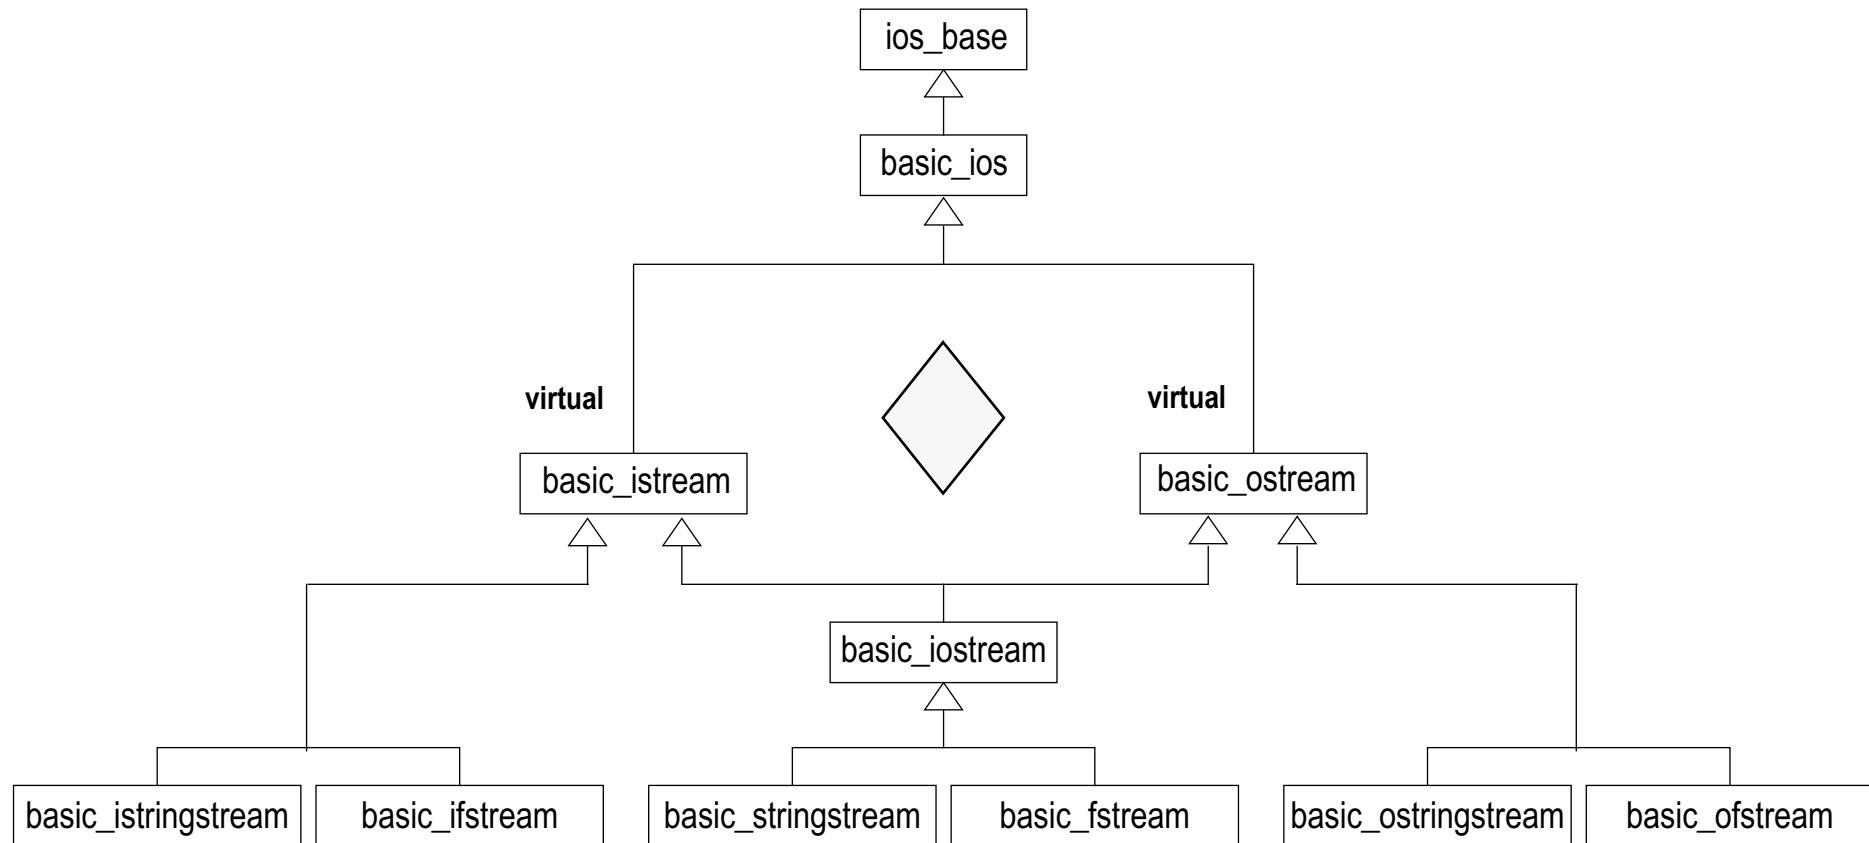 ios_base
basic_ios
virtual
virtual
basic_istream
basic_ostream
basic_iostream
basic_istringstream
basic_ifstream
basic_stringstream
basic_fstream
basic_ostringstream
basic_ofstream